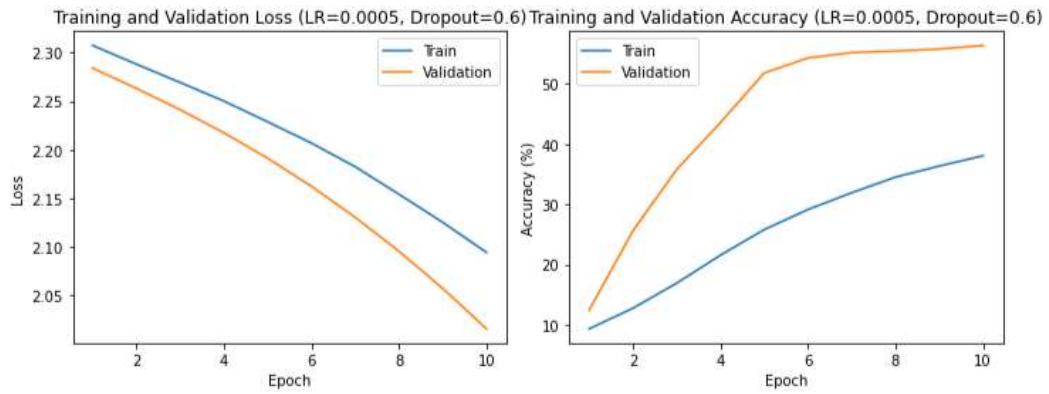 Training and Validation Loss (LR=0.0005, Dropout=0.6)
2.30
2.25
2.20
2.15
2.10
2.05
Loss
2 4 6 8 10
Epoch
Train
Validation
Training and Validation Accuracy (LR=0.0005, Dropout=0.6)
50
40
30
20
10
Accuracy (%)
2 4 6 8 10
Epoch
Train
Validation